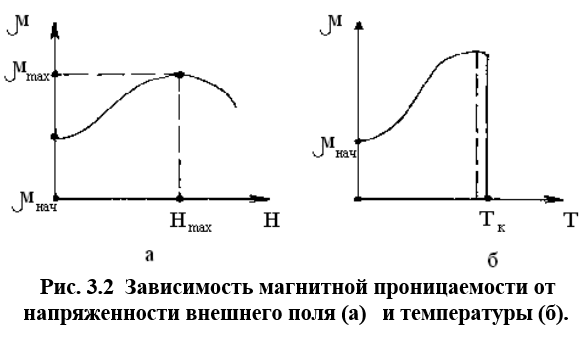 μ
μ
μmax
μнач
μнач
Hmax
H
Tк
T
а
б
Рис. 3.2 Зависимость магнитной проницаемости от
напряженности внешнего поля (а) и температуры (б).